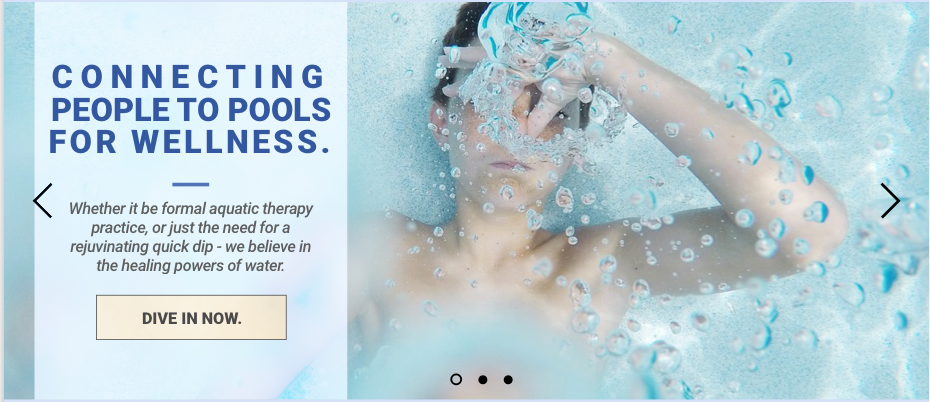 CONNECTING
PEOPLE TO POOLS
FOR WELLNESS.
Whether it be formal aquatic therapy
practice, or just the need for a
rejuvinating quick dip - we believe in
the healing powers of water.
DIVE IN NOW.